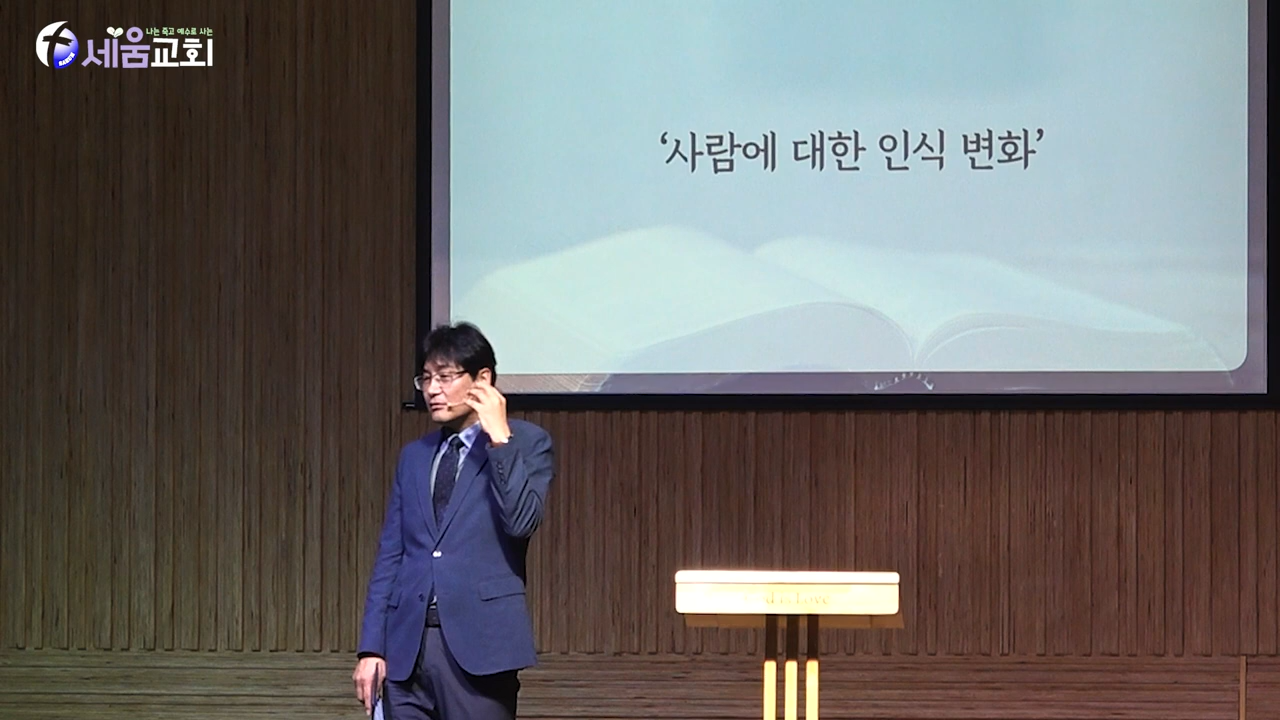 나는 죽고 예수로 사는
세움교회
‘사람에 대한 인식 변화’